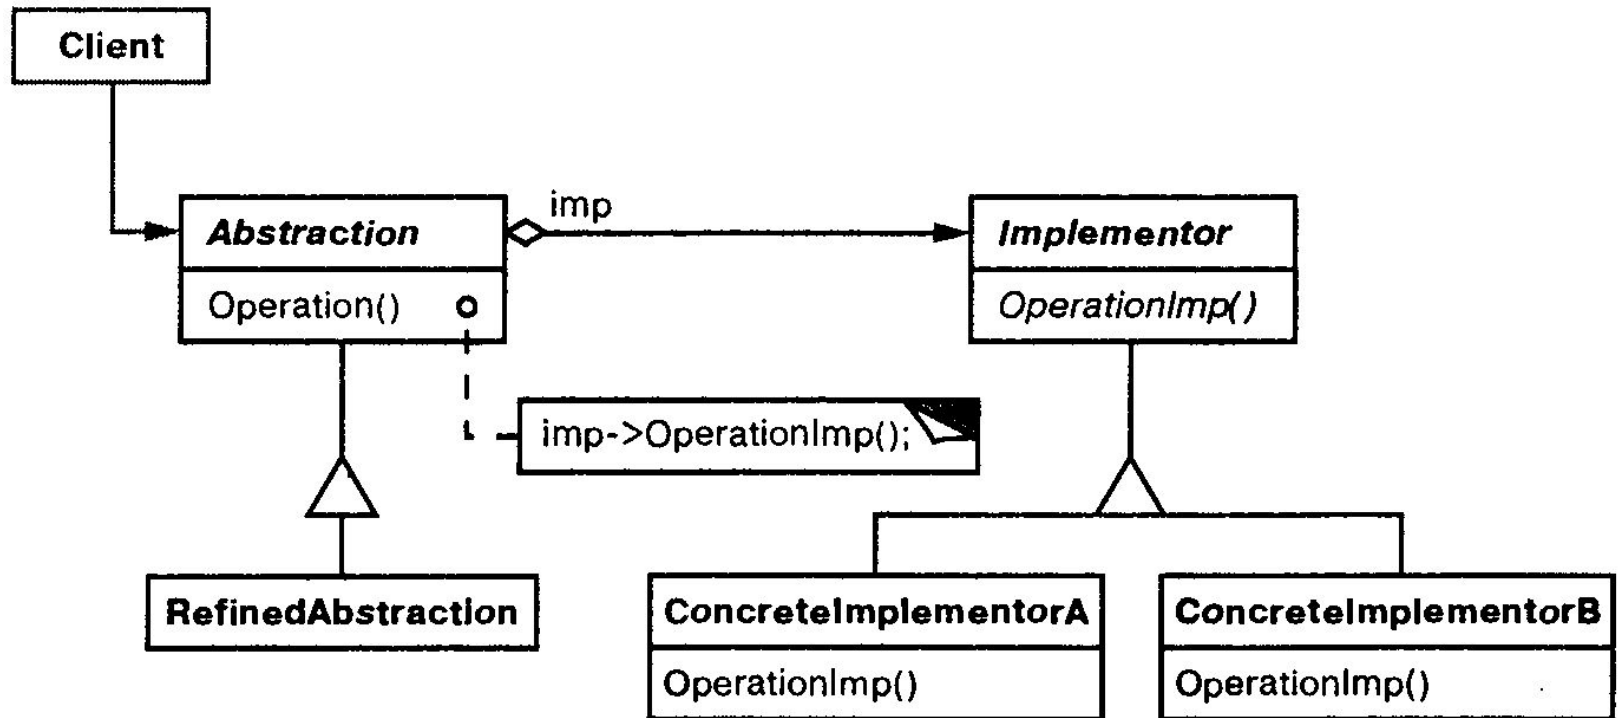 Client
imp
Abstraction
Implementor
Operation()
OperationImp()
imp->OperationImp();
RefinedAbstraction
ConcreteImplementorA
ConcreteImplementorB
OperationImp()
OperationImp()